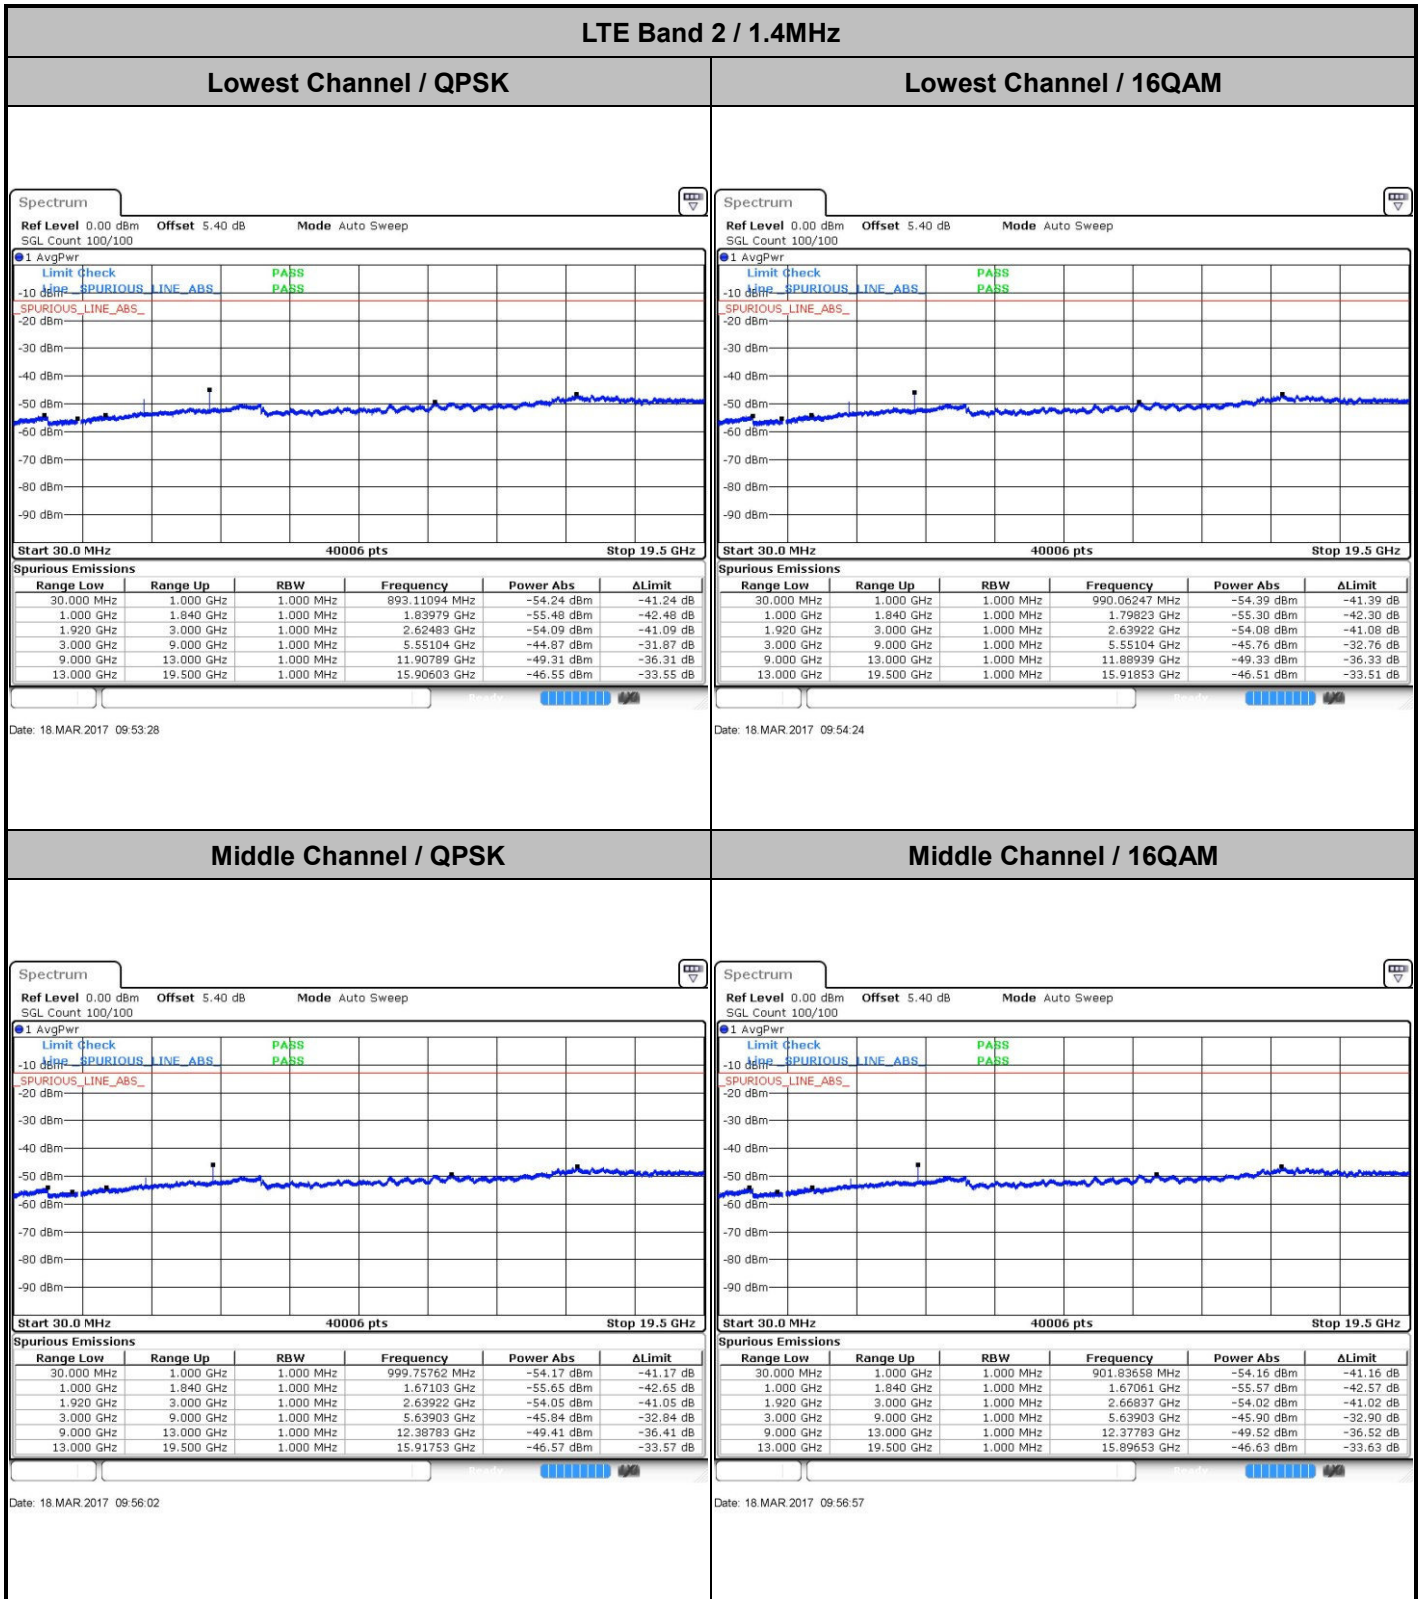 LTE Band 2 / 1.4MHz
Lowest Channel / QPSK
Lowest Channel / 16QAM
Spectrum
Ref Level 0.00 dBm Offset 5.40 dB Mode Auto Sweep
SGL Count 100/100
1 AvgPwr
Limit Check PASS
Line _SPURIOUS_LINE_ABS_ PASS
-10 dBm
_SPURIOUS_LINE_ABS_
-20 dBm
-30 dBm
-40 dBm
-50 dBm
-60 dBm
-70 dBm
-80 dBm
-90 dBm
Start 30.0 MHz 40006 pts Stop 19.5 GHz
Spurious Emissions
Range Low Range Up RBW Frequency Power Abs ΔLimit
30.000 MHz 1.000 GHz 1.000 MHz 893.11094 MHz -54.24 dBm -41.24 dB
1.000 GHz 1.840 GHz 1.000 MHz 1.83979 GHz -55.48 dBm -42.48 dB
1.920 GHz 3.000 GHz 1.000 MHz 2.62483 GHz -54.09 dBm -41.09 dB
3.000 GHz 9.000 GHz 1.000 MHz 5.55104 GHz -44.87 dBm -31.87 dB
9.000 GHz 13.000 GHz 1.000 MHz 11.90789 GHz -49.31 dBm -36.31 dB
13.000 GHz 19.500 GHz 1.000 MHz 15.90603 GHz -46.55 dBm -33.55 dB
Date: 18.MAR.2017 09:53:28
Spectrum
Ref Level 0.00 dBm Offset 5.40 dB Mode Auto Sweep
SGL Count 100/100
1 AvgPwr
Limit Check PASS
Line _SPURIOUS_LINE_ABS_ PASS
-10 dBm
_SPURIOUS_LINE_ABS_
-20 dBm
-30 dBm
-40 dBm
-50 dBm
-60 dBm
-70 dBm
-80 dBm
-90 dBm
Start 30.0 MHz 40006 pts Stop 19.5 GHz
Spurious Emissions
Range Low Range Up RBW Frequency Power Abs ΔLimit
30.000 MHz 1.000 GHz 1.000 MHz 990.06247 MHz -54.39 dBm -41.39 dB
1.000 GHz 1.840 GHz 1.000 MHz 1.79823 GHz -55.30 dBm -42.30 dB
1.920 GHz 3.000 GHz 1.000 MHz 2.63922 GHz -54.08 dBm -41.08 dB
3.000 GHz 9.000 GHz 1.000 MHz 5.55104 GHz -45.76 dBm -32.76 dB
9.000 GHz 13.000 GHz 1.000 MHz 11.88939 GHz -49.33 dBm -36.33 dB
13.000 GHz 19.500 GHz 1.000 MHz 15.91853 GHz -46.51 dBm -33.51 dB
Date: 18.MAR.2017 09:54:24
Middle Channel / QPSK
Middle Channel / 16QAM
Spectrum
Ref Level 0.00 dBm Offset 5.40 dB Mode Auto Sweep
SGL Count 100/100
1 AvgPwr
Limit Check PASS
Line _SPURIOUS_LINE_ABS_ PASS
-10 dBm
_SPURIOUS_LINE_ABS_
-20 dBm
-30 dBm
-40 dBm
-50 dBm
-60 dBm
-70 dBm
-80 dBm
-90 dBm
Start 30.0 MHz 40006 pts Stop 19.5 GHz
Spurious Emissions
Range Low Range Up RBW Frequency Power Abs ΔLimit
30.000 MHz 1.000 GHz 1.000 MHz 999.75762 MHz -54.17 dBm -41.17 dB
1.000 GHz 1.840 GHz 1.000 MHz 1.67103 GHz -55.65 dBm -42.65 dB
1.920 GHz 3.000 GHz 1.000 MHz 2.63922 GHz -54.05 dBm -41.05 dB
3.000 GHz 9.000 GHz 1.000 MHz 5.63903 GHz -45.84 dBm -32.84 dB
9.000 GHz 13.000 GHz 1.000 MHz 12.38783 GHz -49.41 dBm -36.41 dB
13.000 GHz 19.500 GHz 1.000 MHz 15.91753 GHz -46.57 dBm -33.57 dB
Date: 18.MAR.2017 09:56:02
Spectrum
Ref Level 0.00 dBm Offset 5.40 dB Mode Auto Sweep
SGL Count 100/100
1 AvgPwr
Limit Check PASS
Line _SPURIOUS_LINE_ABS_ PASS
-10 dBm
_SPURIOUS_LINE_ABS_
-20 dBm
-30 dBm
-40 dBm
-50 dBm
-60 dBm
-70 dBm
-80 dBm
-90 dBm
Start 30.0 MHz 40006 pts Stop 19.5 GHz
Spurious Emissions
Range Low Range Up RBW Frequency Power Abs ΔLimit
30.000 MHz 1.000 GHz 1.000 MHz 901.83658 MHz -54.16 dBm -41.16 dB
1.000 GHz 1.840 GHz 1.000 MHz 1.67061 GHz -55.57 dBm -42.57 dB
1.920 GHz 3.000 GHz 1.000 MHz 2.66837 GHz -54.02 dBm -41.02 dB
3.000 GHz 9.000 GHz 1.000 MHz 5.63903 GHz -45.90 dBm -32.90 dB
9.000 GHz 13.000 GHz 1.000 MHz 12.37783 GHz -49.52 dBm -36.52 dB
13.000 GHz 19.500 GHz 1.000 MHz 15.89653 GHz -46.63 dBm -33.63 dB
Date: 18.MAR.2017 09:56:57